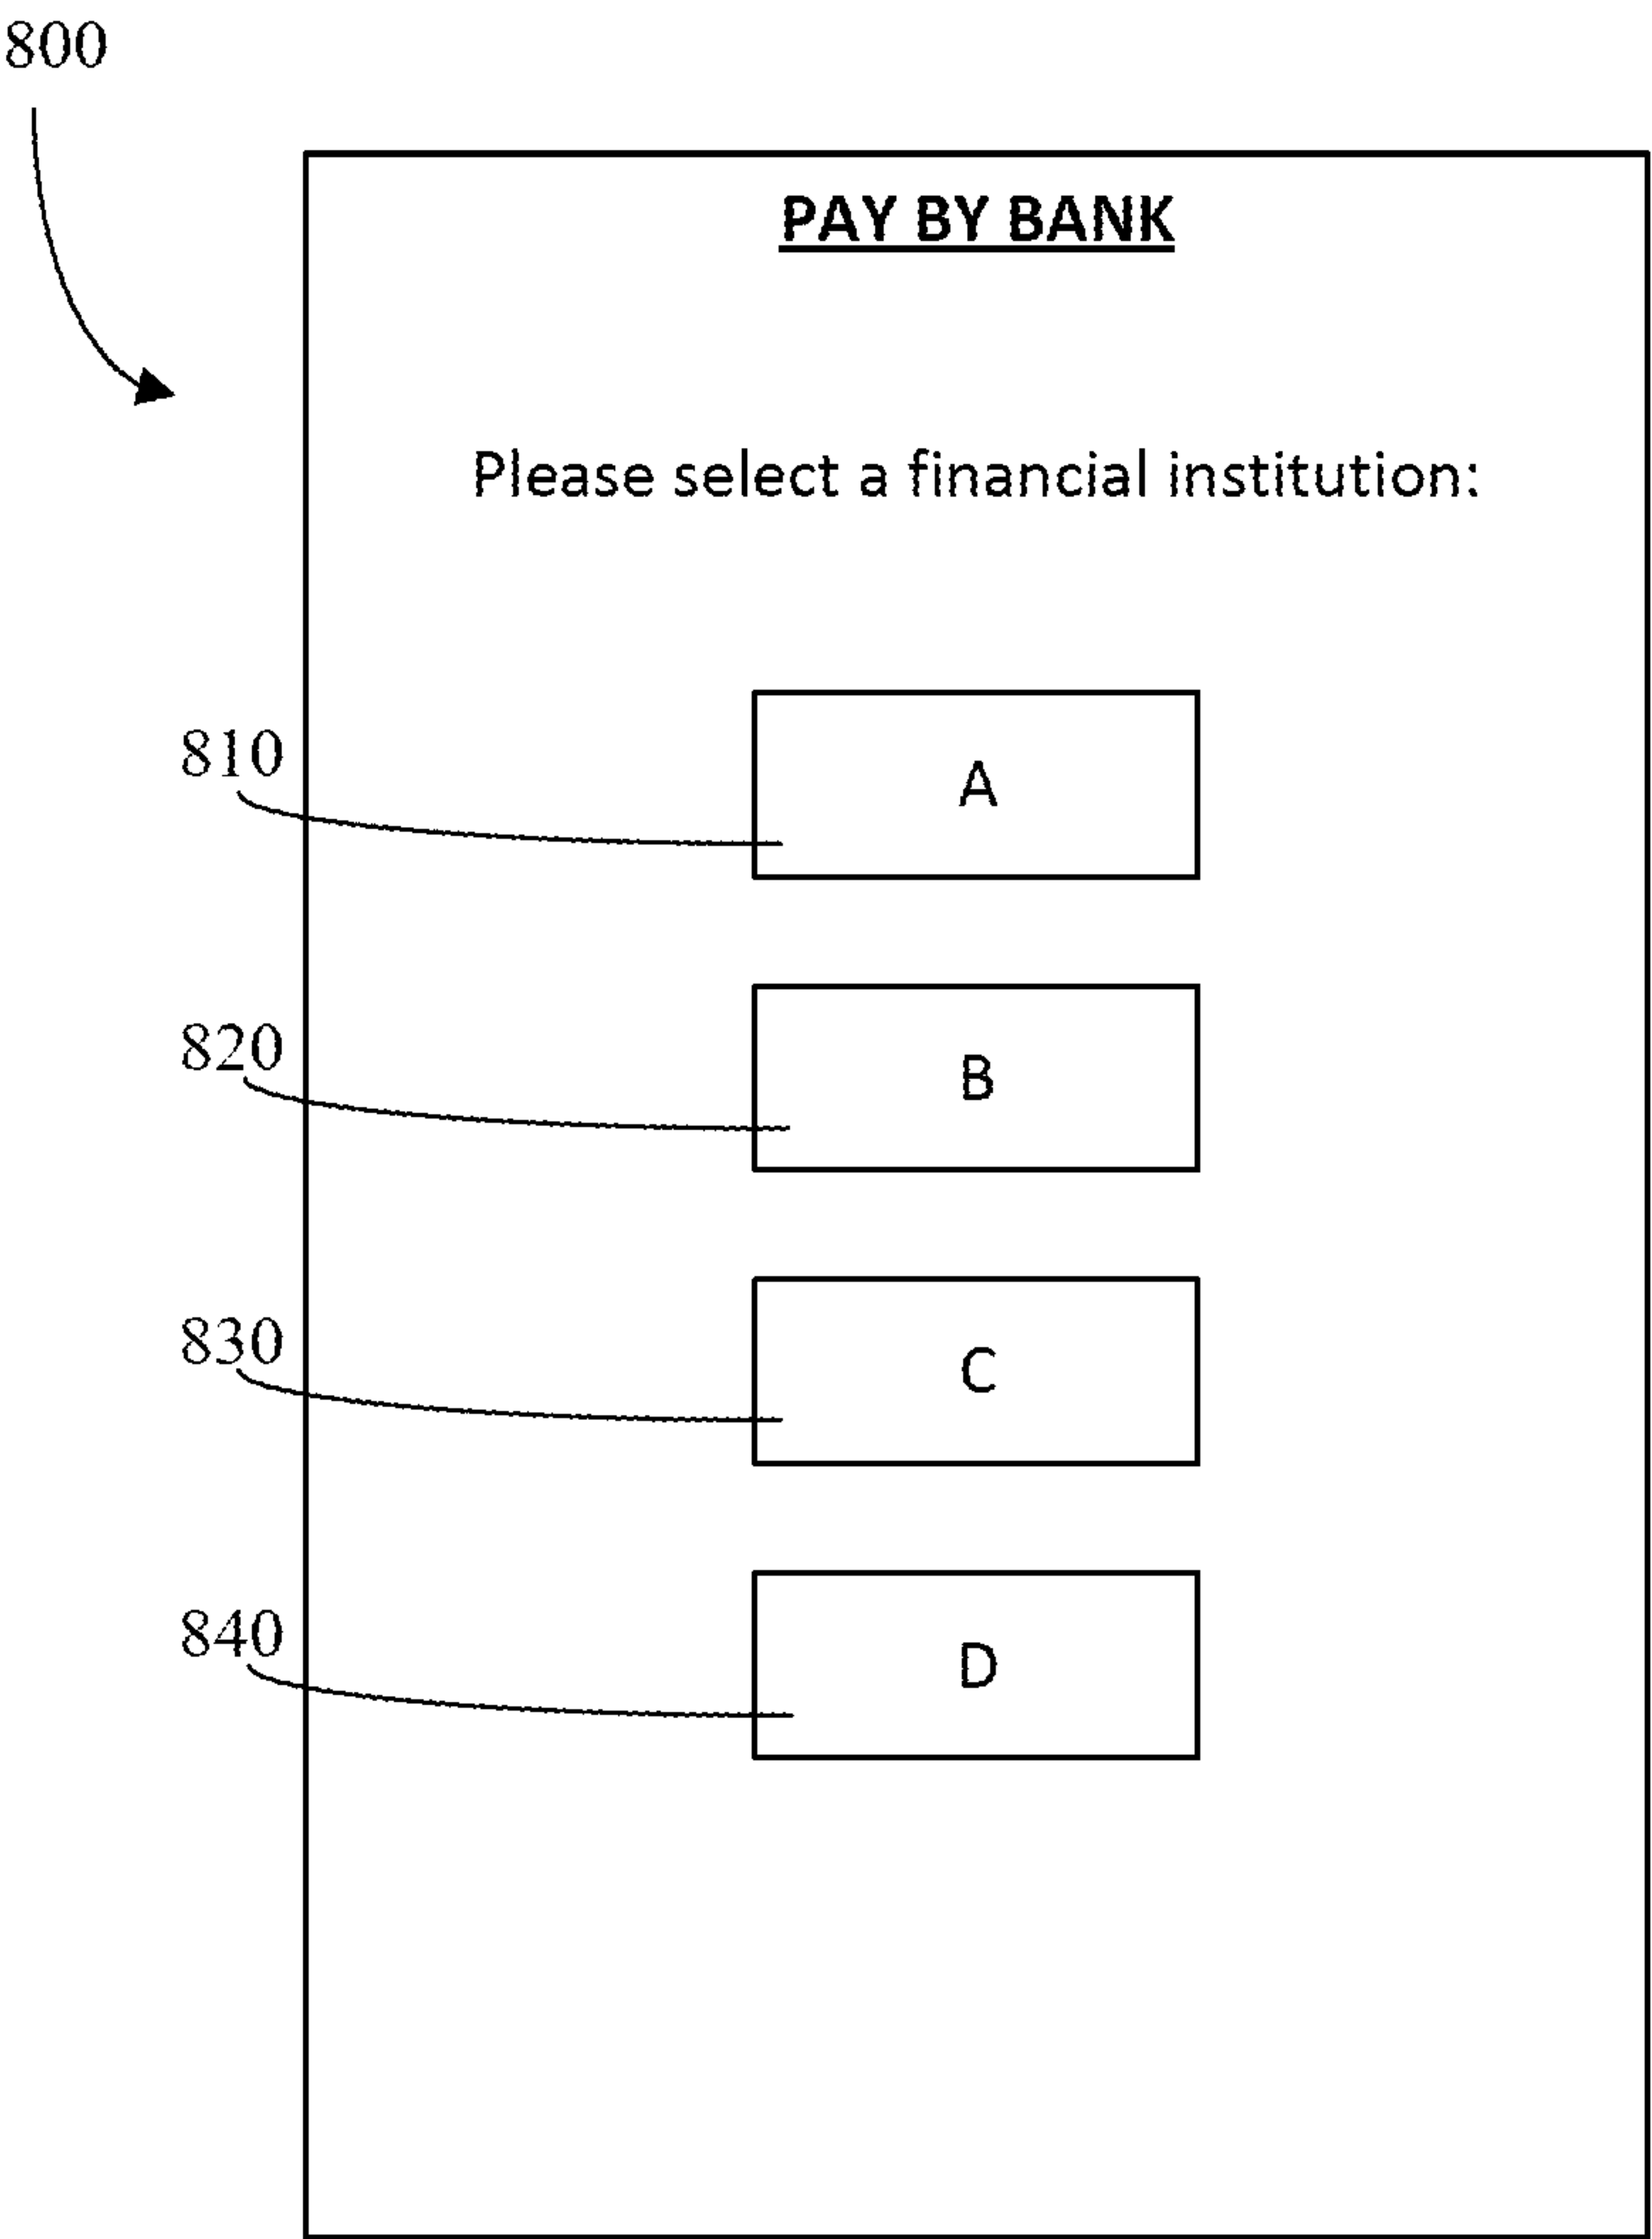 800
PAY BY BANK
Please select a financial institution:
810
A
820
B
830
C
840
D